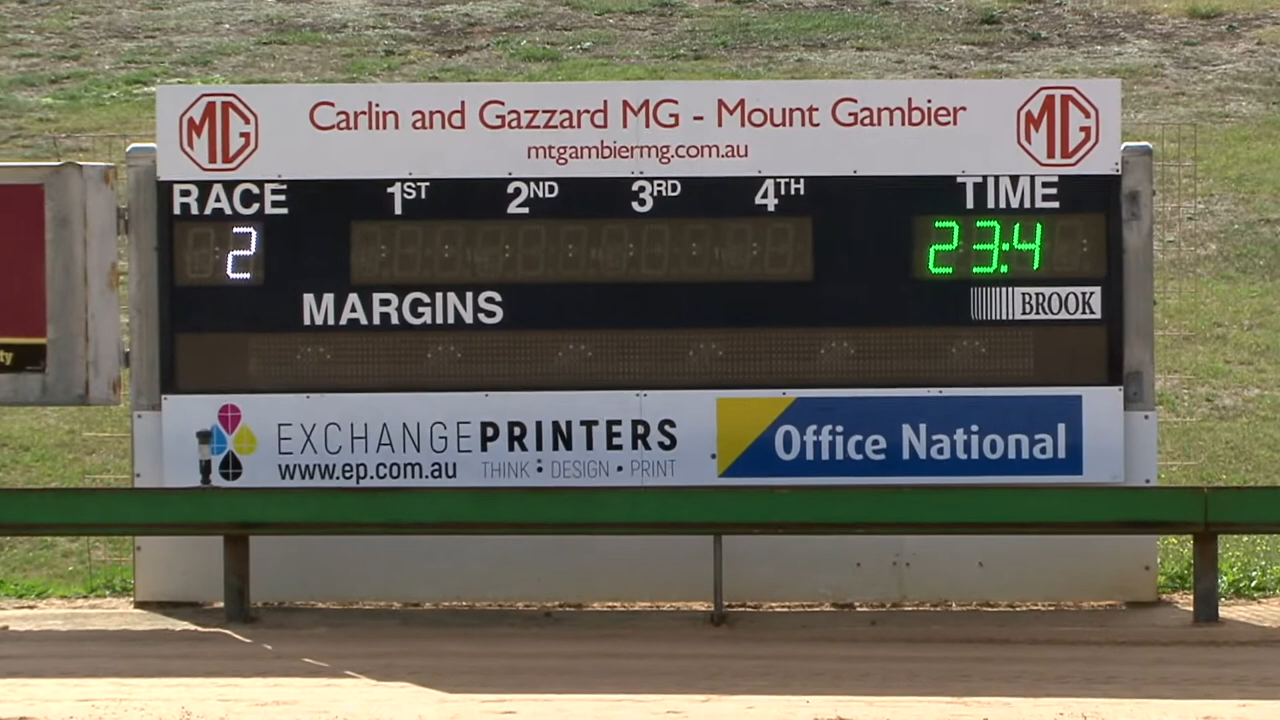 MG Carlin and Gazzard MG - Mount Gambier MG
mtgambiermg.com.au
RACE 1ST 2ND 3RD 4TH TIME
2 23:4
MARGINS BROOK
ty
EXCHANGEPRINTERS Office National
www.ep.com.au THINK : DESIGN • PRINT